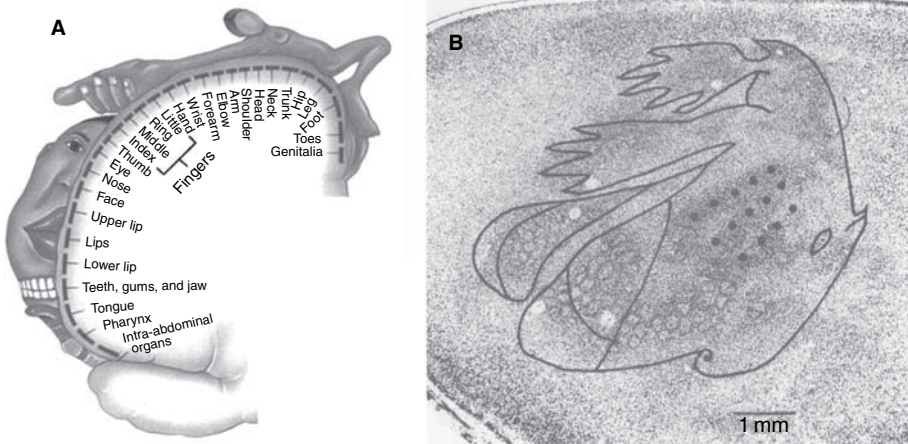 A
Hip
Leg
Trunk
Neck
Head
Shoulder
Arm
Elbow
Forearm
Wrist
Hand
Little
Ring
Middle
Index
Thumb
Fingers
Foot
Toes
Genitalia
Eye
Nose
Face
Upper lip
Lips
Lower lip
Teeth, gums, and jaw
Tongue
Pharynx
Intra-abdominal
organs
B
1 mm